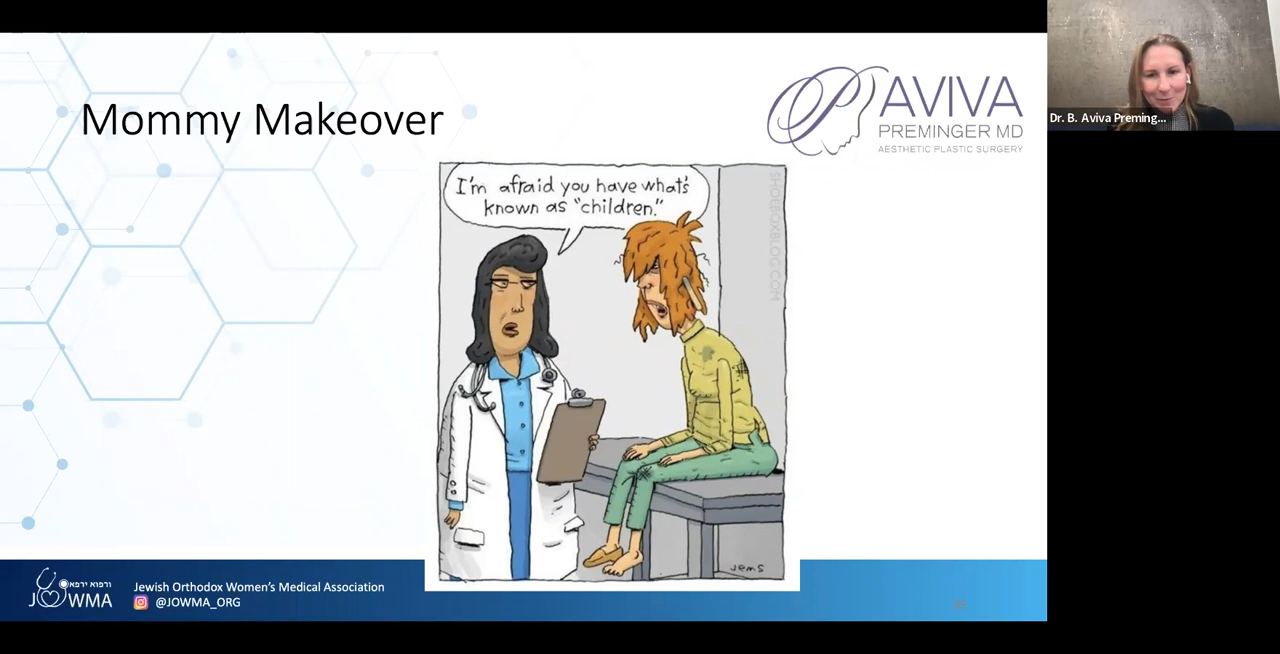 Mommy Makeover
AVIVA
PREMINGER MD
AESTHETIC PLASTIC SURGERY
Dr. B. Aviva Preming...
I'm afraid you have what's
known as "children."
SHOEBOXBLOG.COM
jems
ורפוא ירפא
JOWMA
Jewish Orthodox Women's Medical Association
@JOWMA_ORG